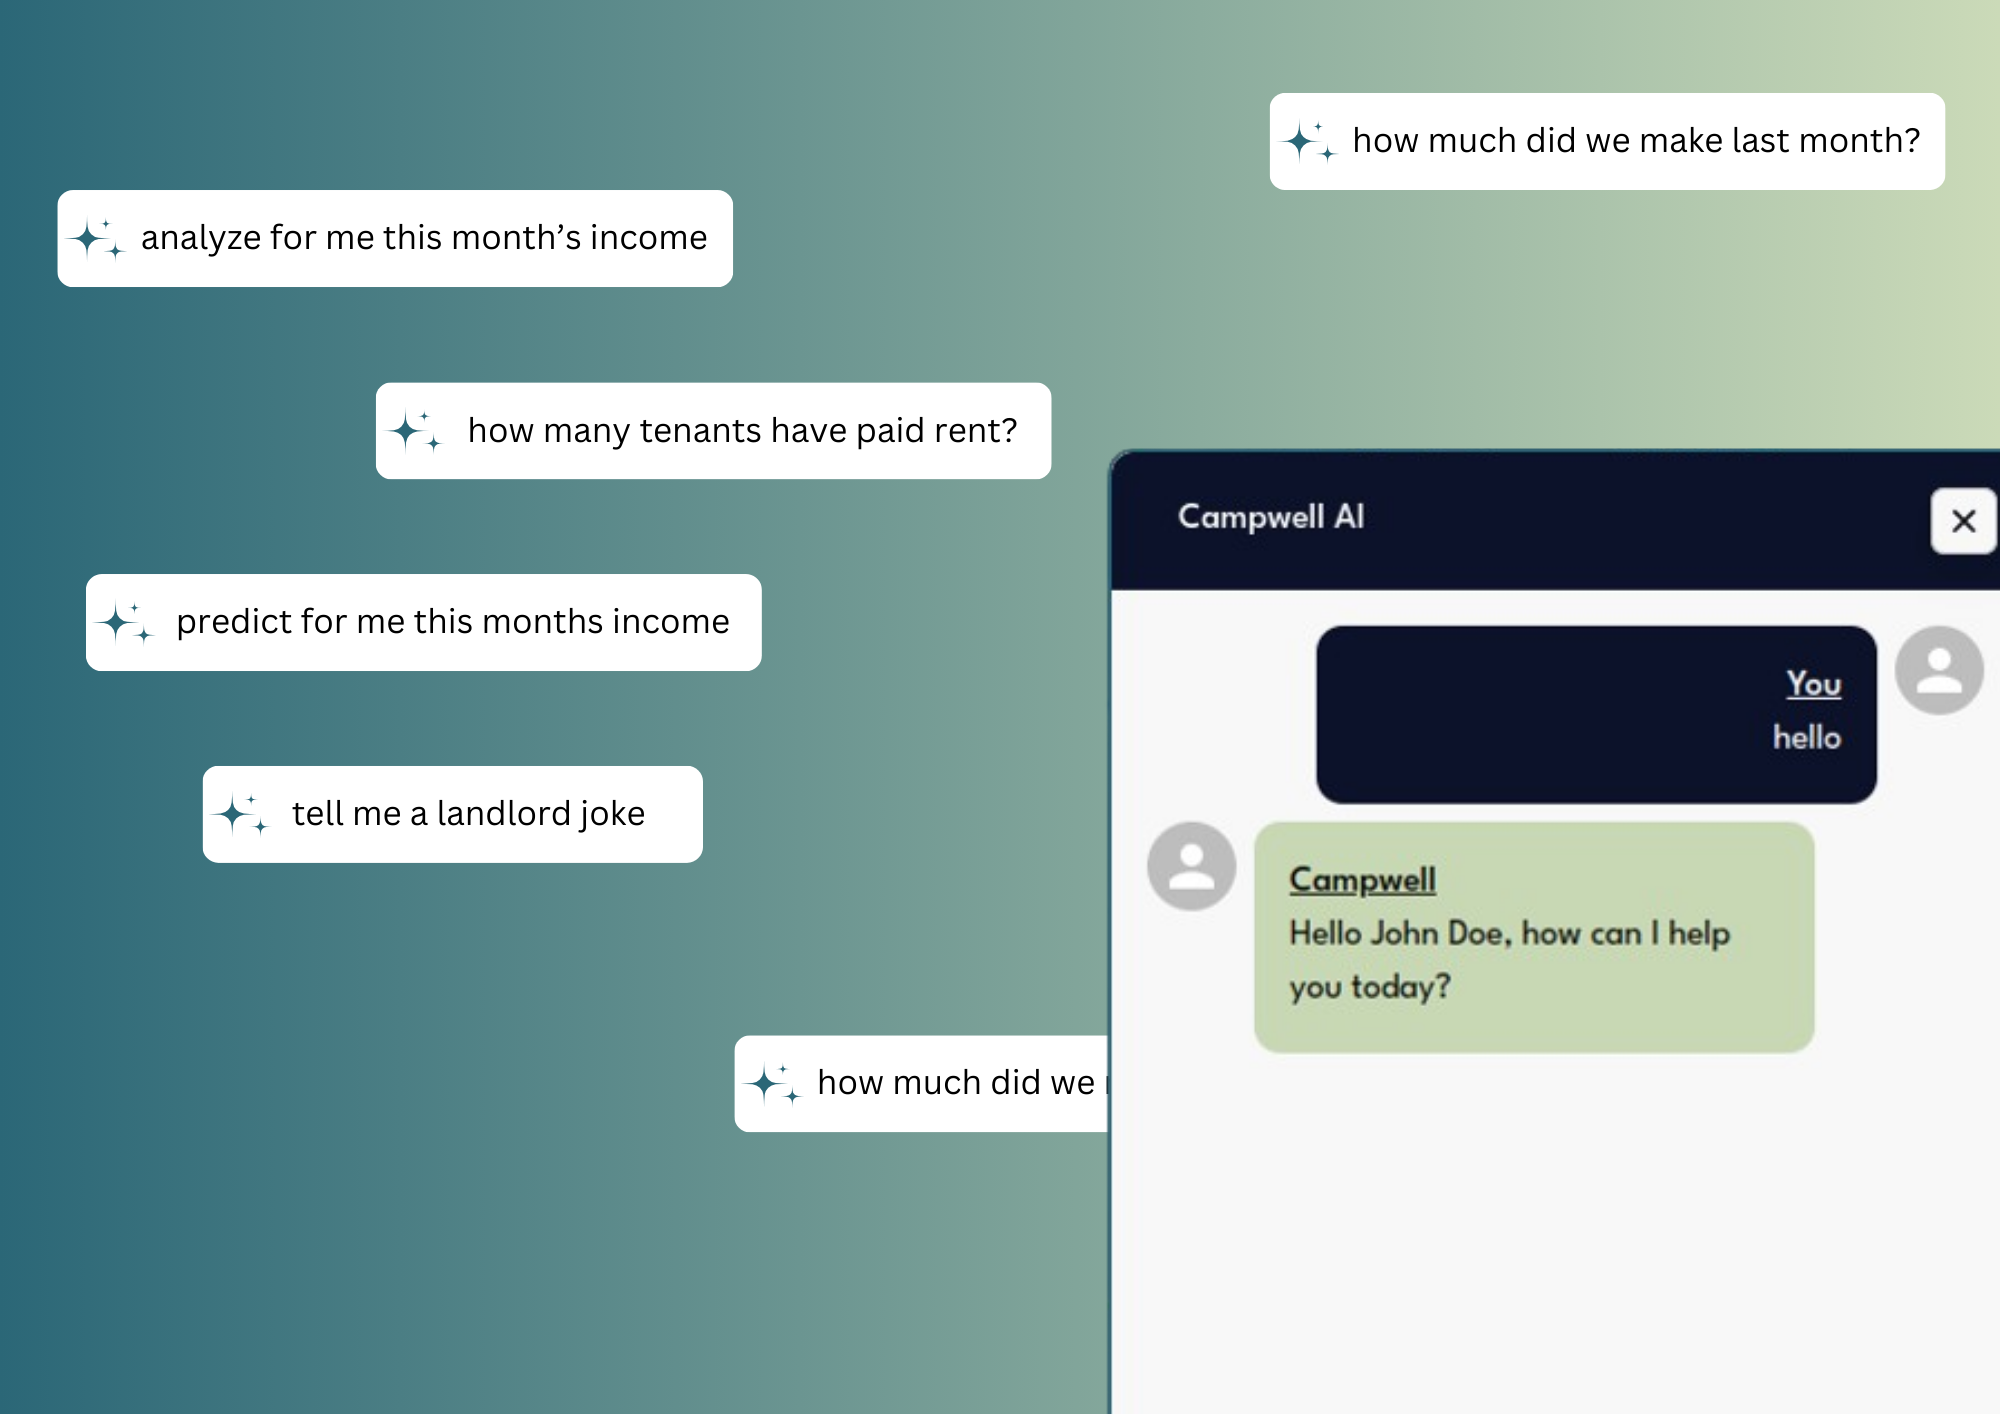 how much did we make last month?
analyze for me this month’s income
how many tenants have paid rent?
predict for me this months income
tell me a landlord joke
how much did we
Campwell AI
You
hello
Campwell
Hello John Doe, how can I help
you today?